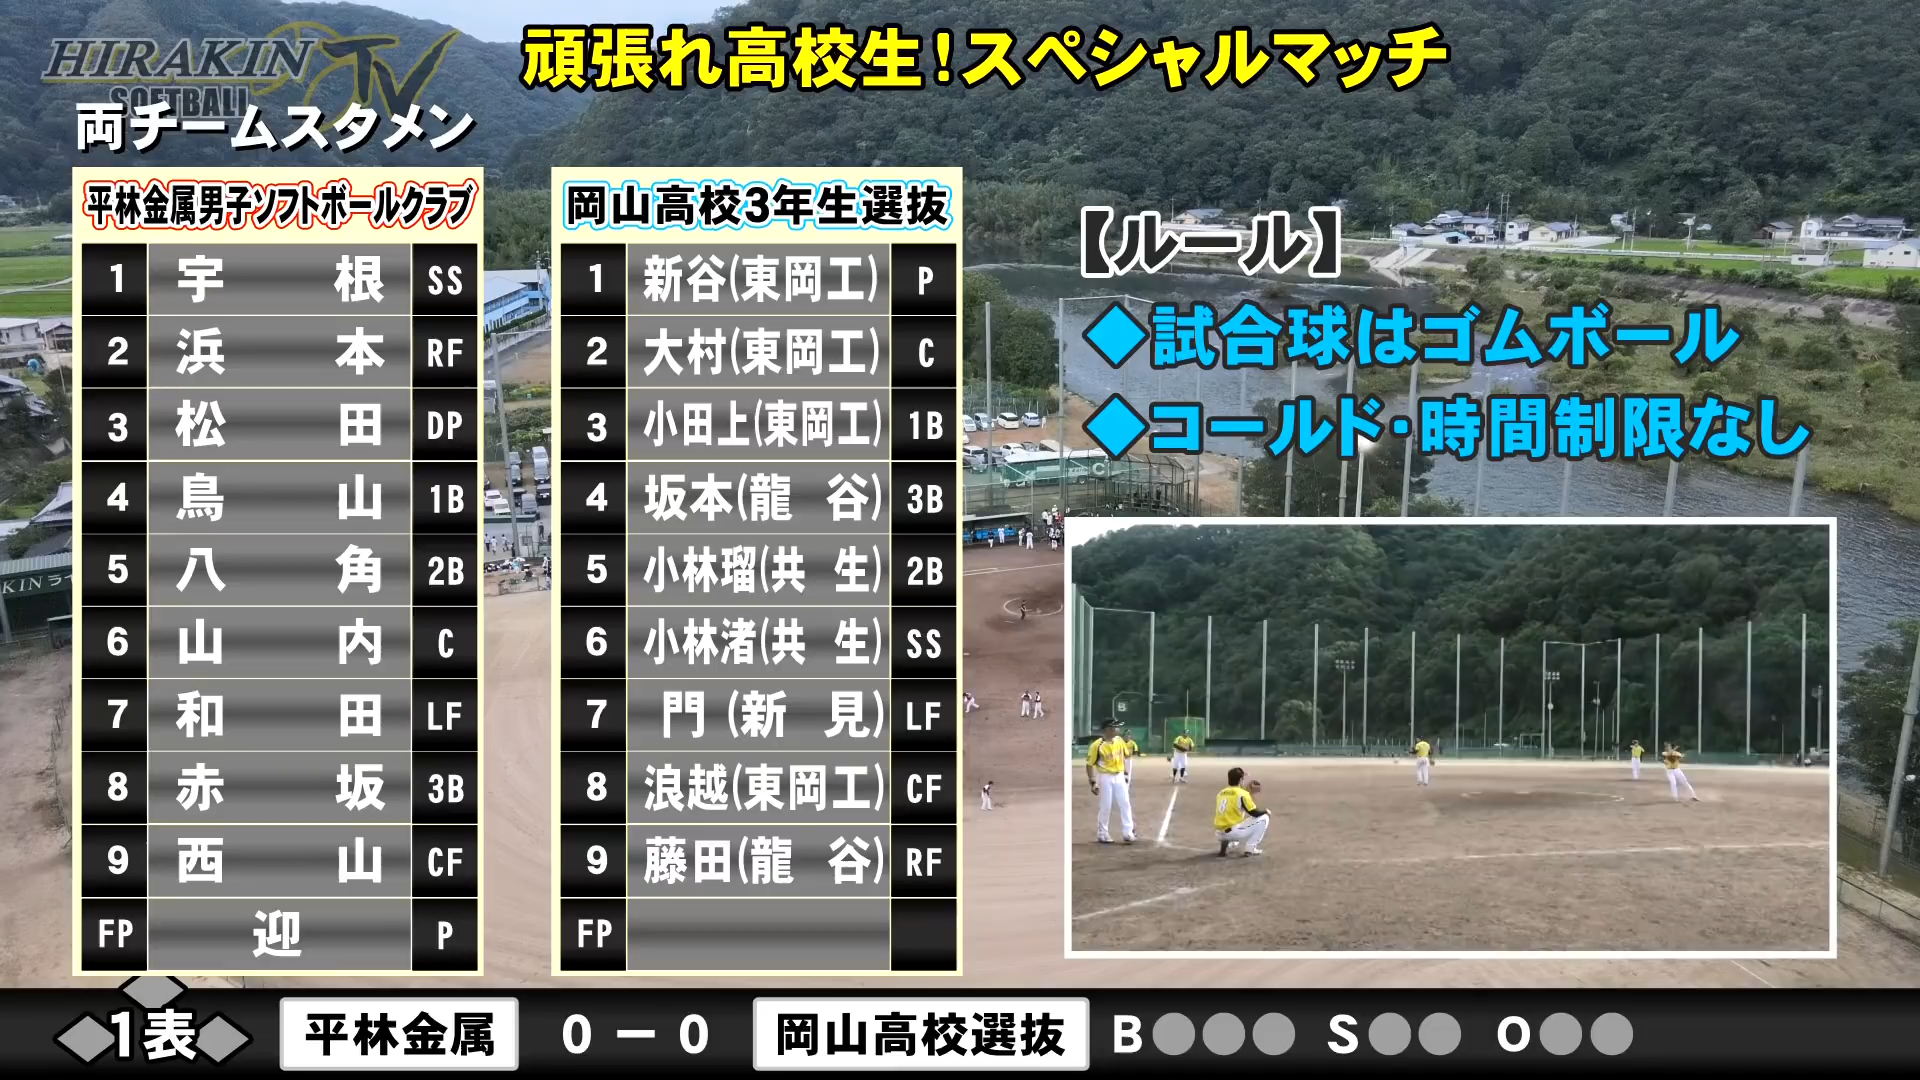 HIRAKIN TV
SOFTBALL
頑張れ高校生!スペシャルマッチ
両チームスタメン
平林金属男子ソフトボールクラブ
1 宇根 SS
2 浜本 RF
3 松田 DP
4 鳥山 1B
5 八角 2B
6 山内 C
7 和田 LF
8 赤坂 3B
9 西山 CF
FP 迎 P
岡山高校3年生選抜
1 新谷(東岡工) P
2 大村(東岡工) C
3 小田上(東岡工) 1B
4 坂本(龍 谷) 3B
5 小林瑠(共 生) 2B
6 小林渚(共 生) SS
7 門(新 見) LF
8 浪越(東岡工) CF
9 藤田(龍 谷) RF
FP
【ルール】
◆試合球はゴムボール
◆コールド・時間制限なし
1表 平林金属 0 - 0 岡山高校選抜 B S O